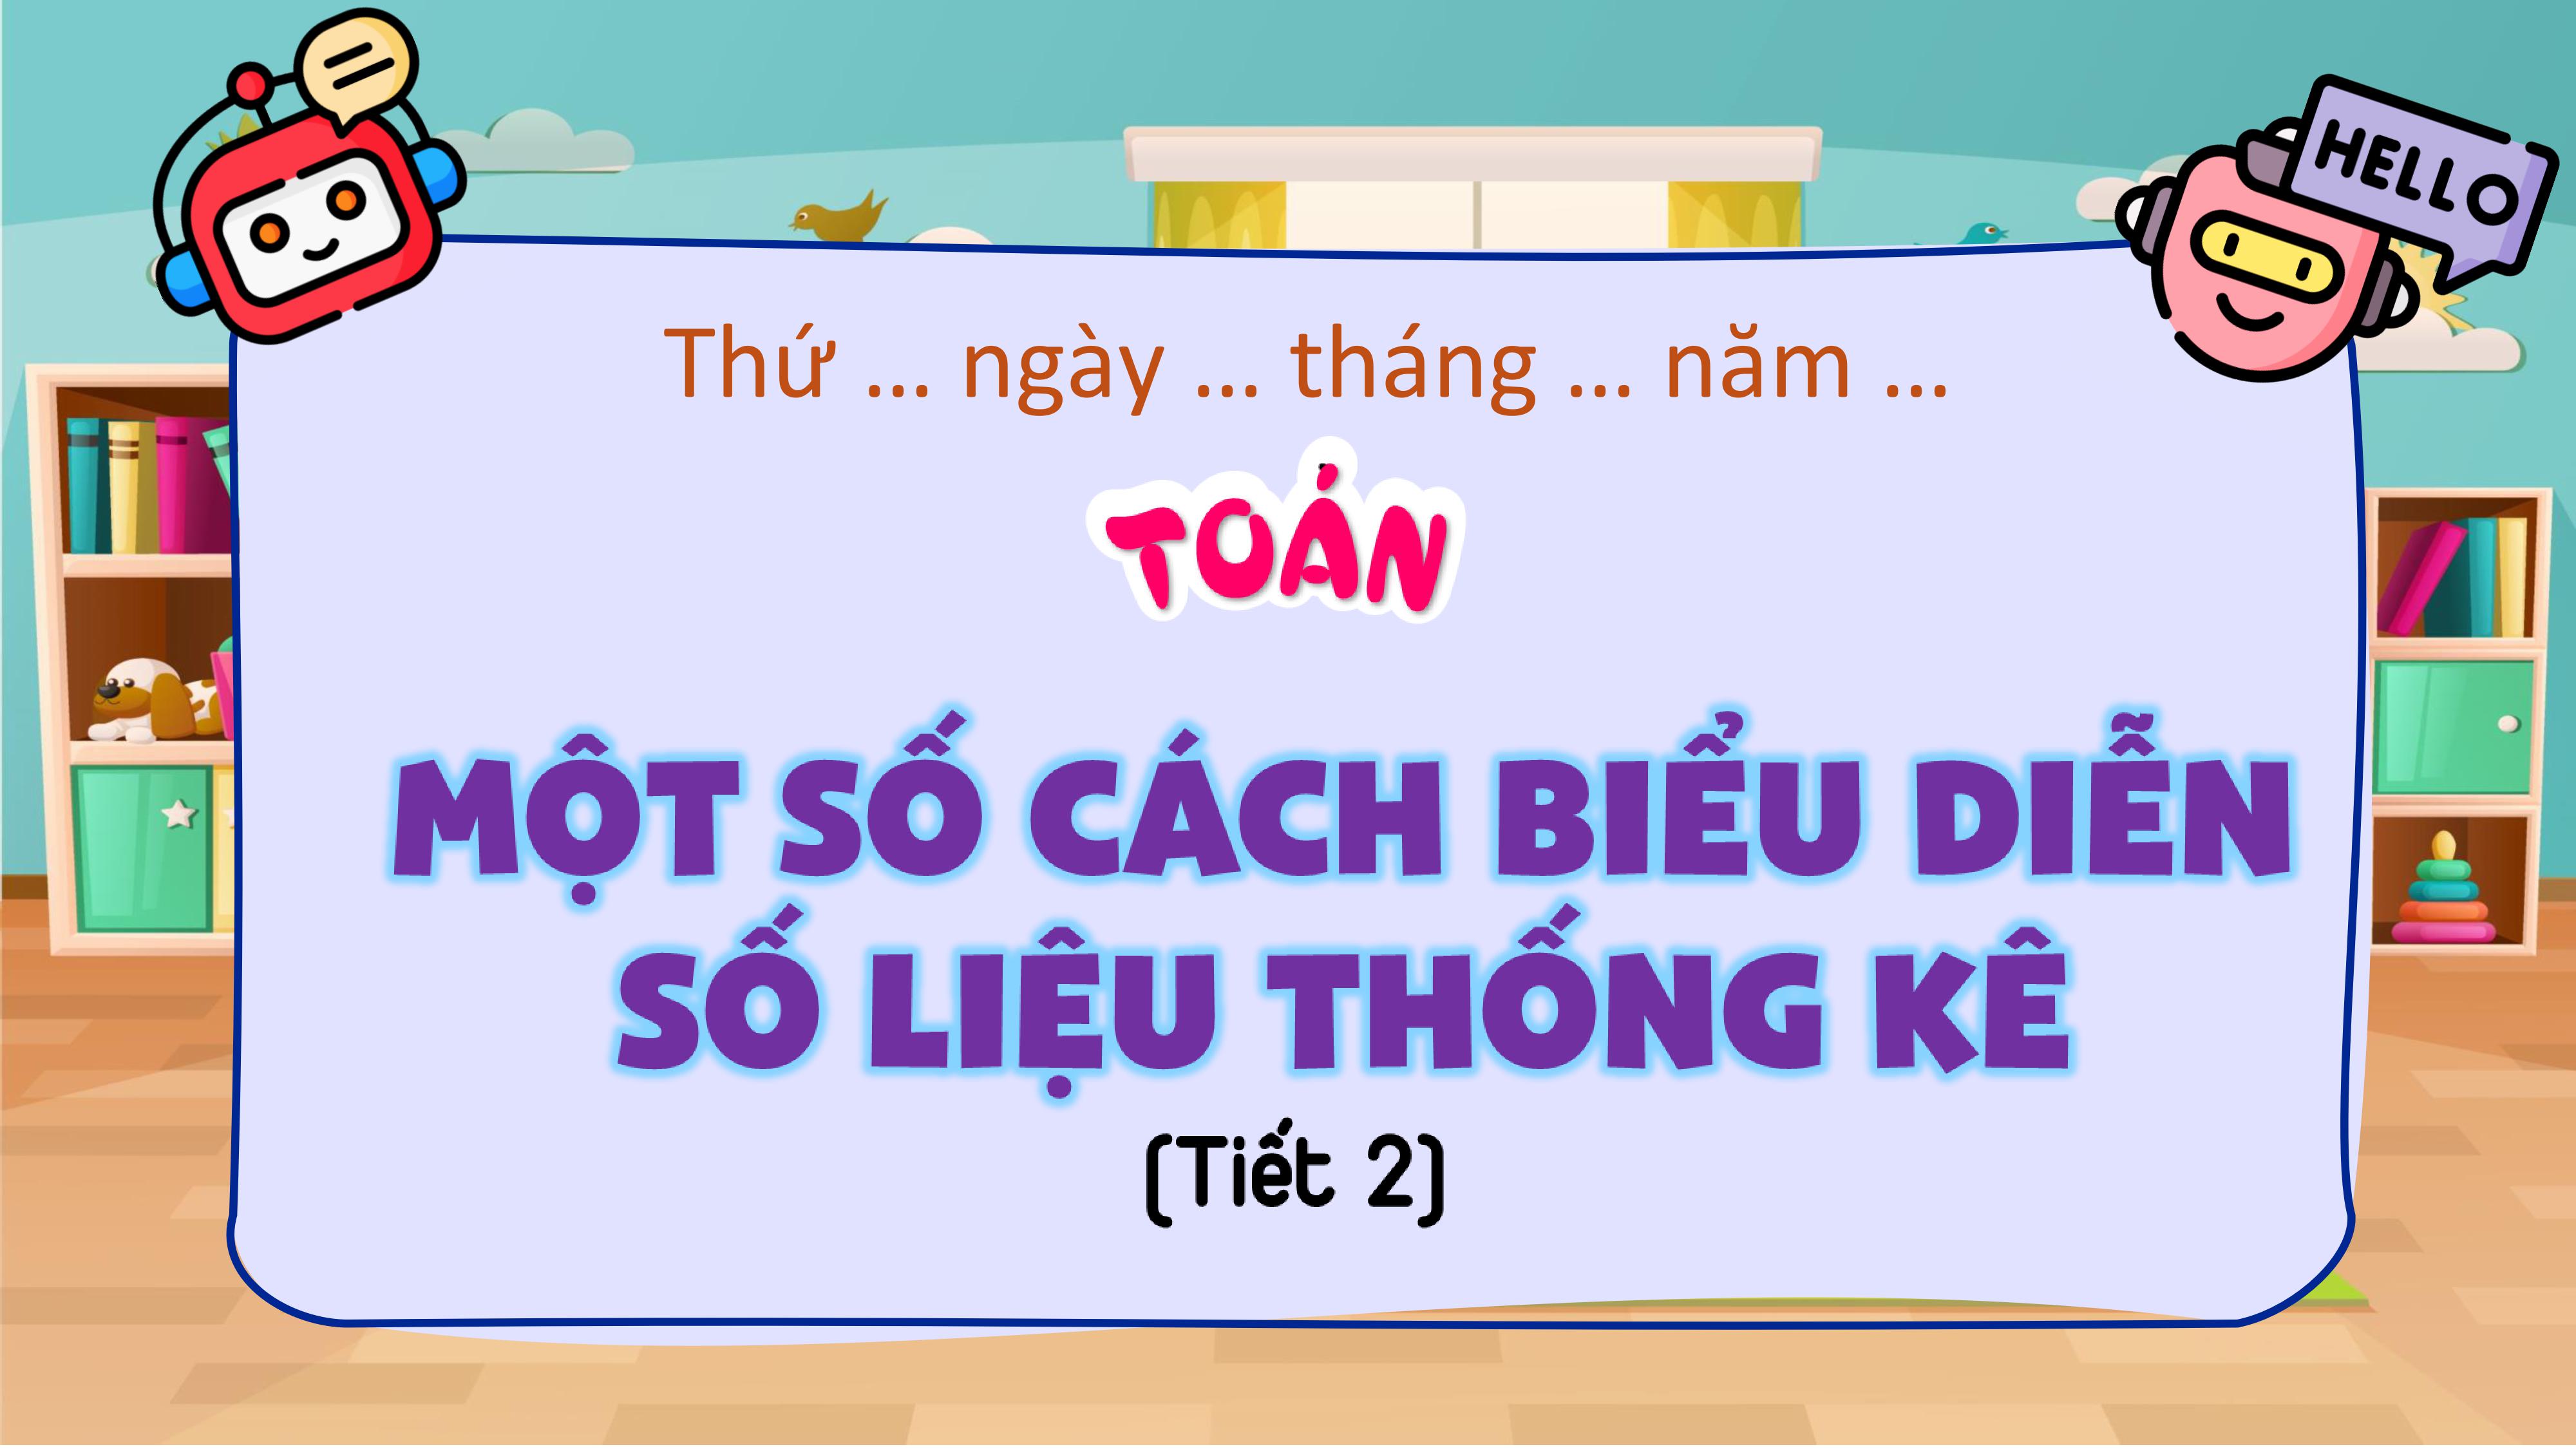 HELLO
Thứ ... ngày ... tháng ... năm ...
TOÁN
MỘT SỐ CÁCH BIỂU DIỄN
SỐ LIỆU THỐNG KÊ
(Tiết 2)